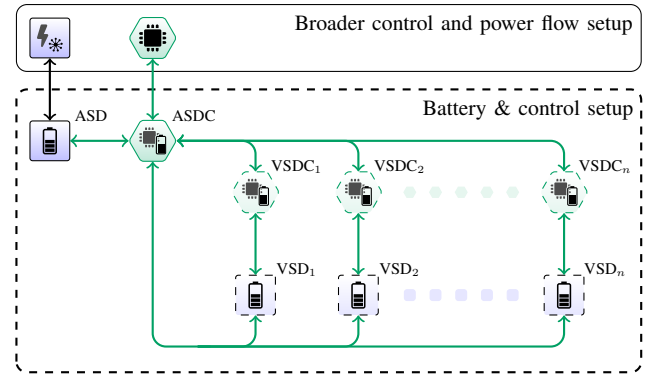 Broader control and power flow setup
Battery & control setup
ASD
ASDC
VSDC₁
VSDC₂
VSDCₙ
VSD₁
VSD₂
VSDₙ